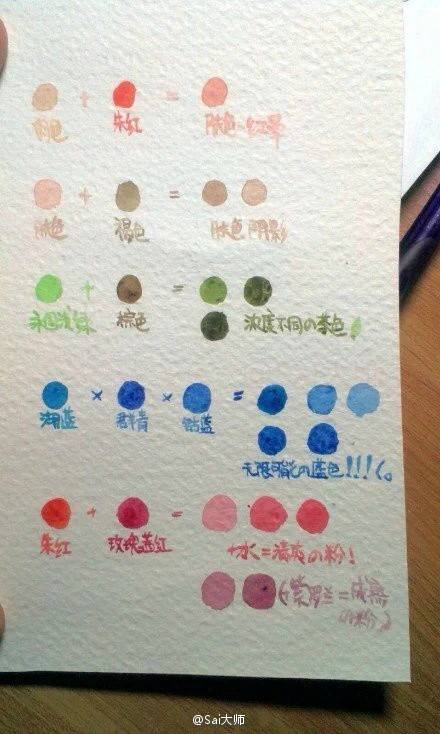 肉色 + 朱红 = 肤色·红晕
肤色 + 褐色 = 肤色阴影
永固浅绿 + 棕色 = 浓度不同の茶色!
湖蓝 × 群青 × 钴蓝 = 无限可能の蓝色!!!
朱红 + 玫瑰茜红 = +水=清爽の粉!
(+紫罗兰=成熟
の粉)
@Sai大师